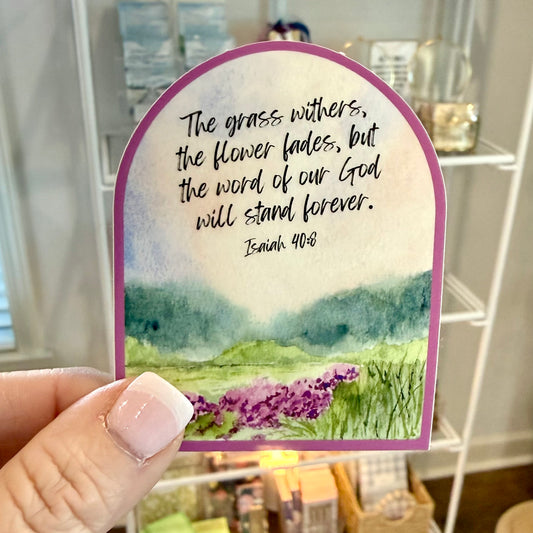 The grass withers,
the flower fades, but
the word of our God
will stand forever.
Isaiah 40:8